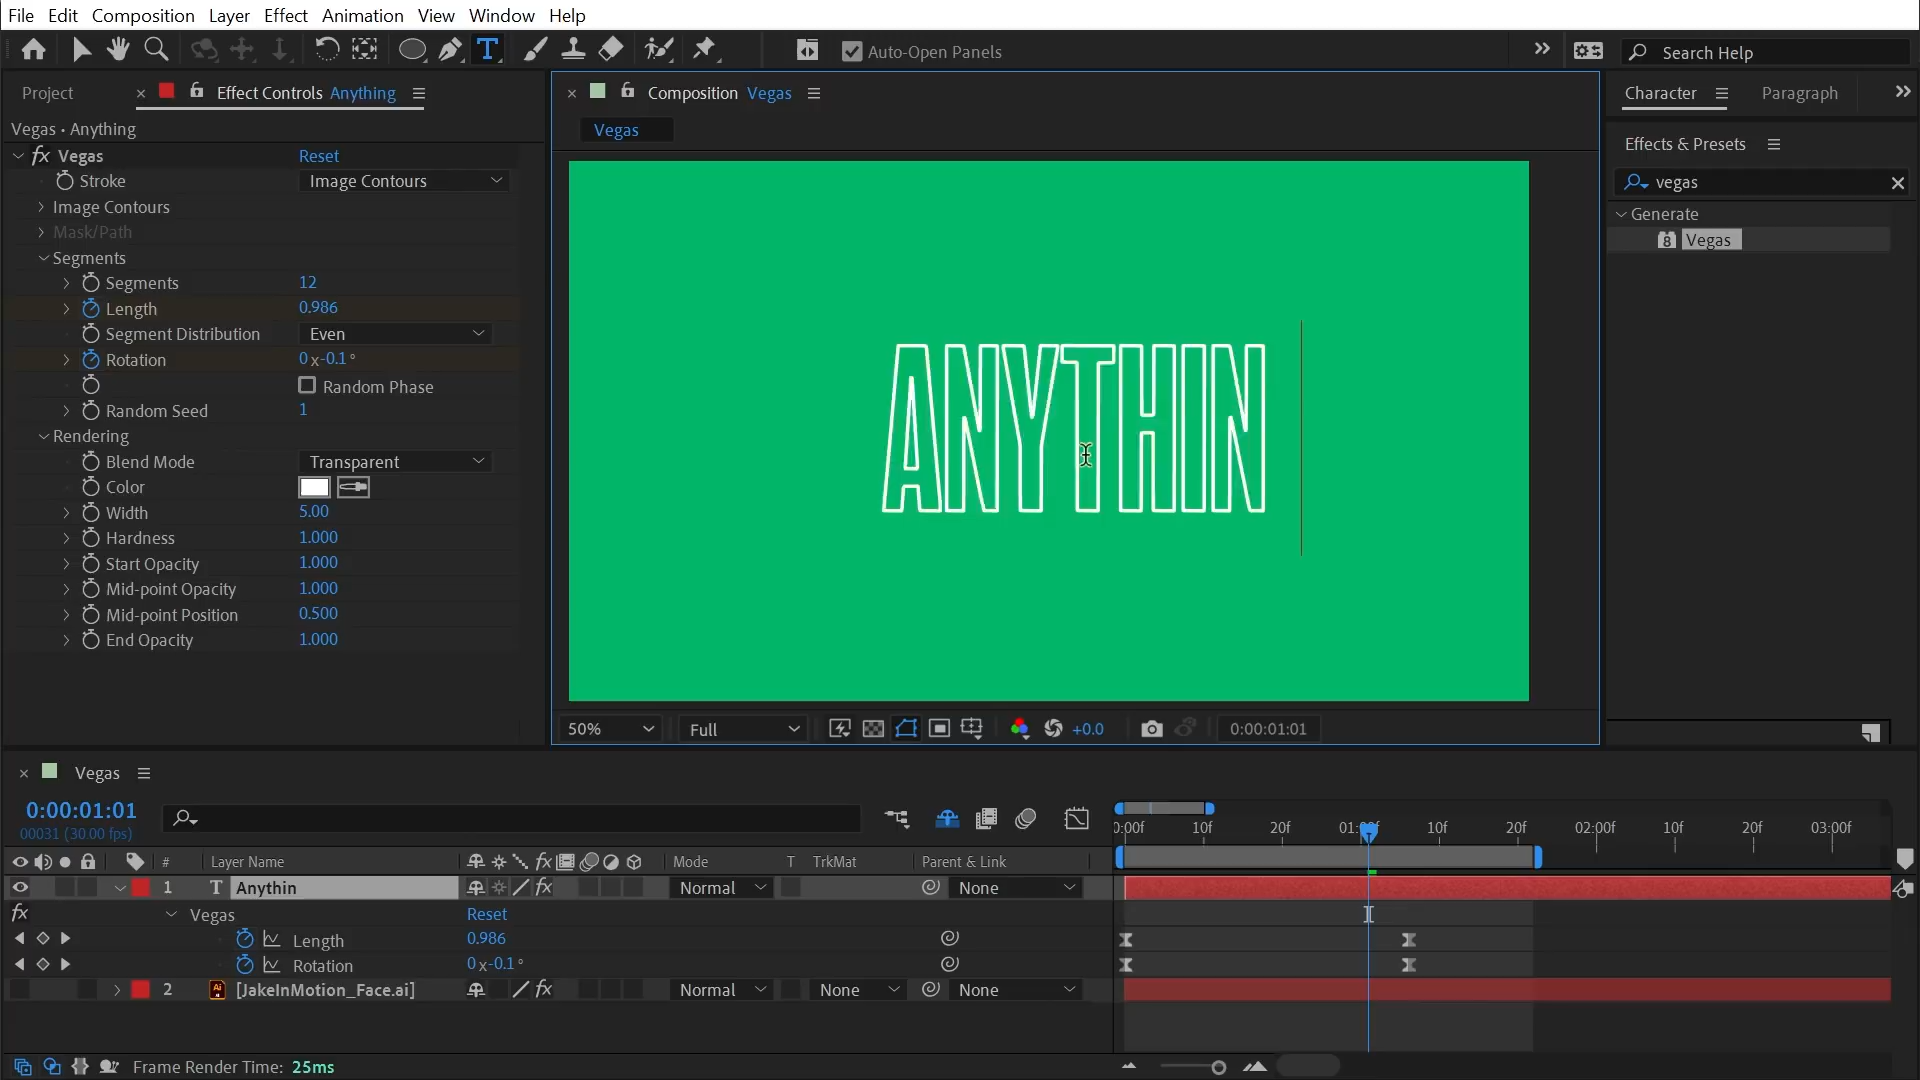 File Edit Composition Layer Effect Animation View Window Help
Auto-Open Panels
Search Help
Project
Effect Controls Anything
Composition Vegas
Character
Paragraph
Vegas • Anything
Vegas
Effects & Presets
fx Vegas Reset
Stroke Image Contours
vegas
Image Contours
Generate
Mask/Path
Vegas
Segments
Segments 12
Length 0.986
Segment Distribution Even
Rotation 0x-0.1°
Random Phase
Random Seed 1
Rendering
Blend Mode Transparent
Color
Width 5.00
Hardness 1.000
Start Opacity 1.000
Mid-point Opacity 1.000
Mid-point Position 0.500
End Opacity 1.000
ANYTHIN
50% Full +0.0 0:00:01:01
Vegas
0:00:01:01
00031 (30.00 fps)
0:00f 10f 20f 01:00f 10f 20f 02:00f 10f 20f 03:00f
# Layer Name fx Mode T TrkMat Parent & Link
1 T Anythin fx Normal None
fx Vegas Reset
Length 0.986
Rotation 0x-0.1°
2 Ai [JakeInMotion_Face.ai] fx Normal None None
Frame Render Time: 25ms